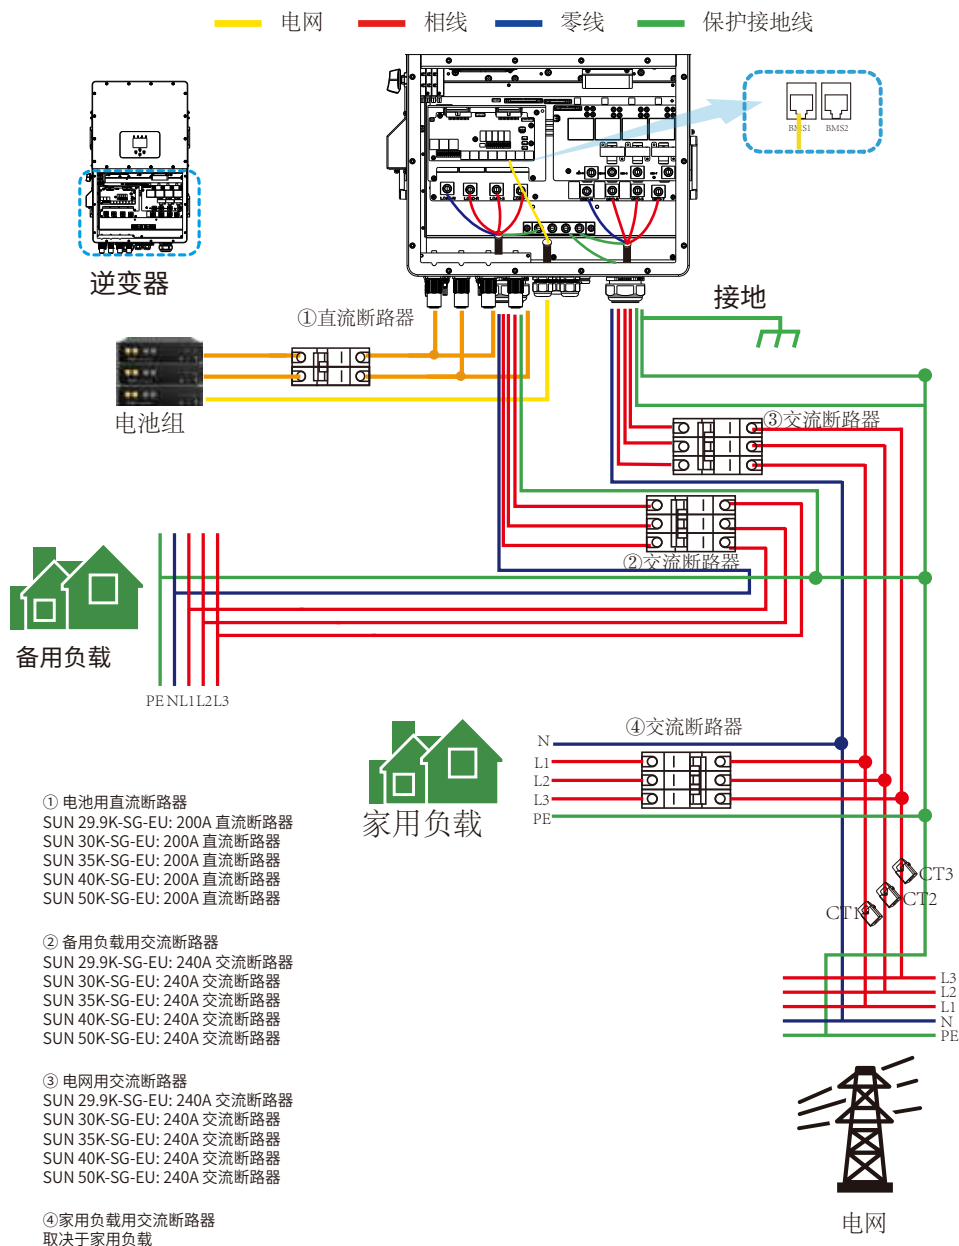 电网 相线 零线 保护接地线
BMS1 BMS2
逆变器
接地
①直流断路器
电池组
③交流断路器
②交流断路器
备用负载
PE N L1 L2 L3
④交流断路器
N
L1
L2
L3
PE
家用负载
① 电池用直流断路器
SUN 29.9K-SG-EU: 200A 直流断路器
SUN 30K-SG-EU: 200A 直流断路器
SUN 35K-SG-EU: 200A 直流断路器
SUN 40K-SG-EU: 200A 直流断路器
SUN 50K-SG-EU: 200A 直流断路器
CT3
CT2
CT1
② 备用负载用交流断路器
SUN 29.9K-SG-EU: 240A 交流断路器
SUN 30K-SG-EU: 240A 交流断路器
SUN 35K-SG-EU: 240A 交流断路器
SUN 40K-SG-EU: 240A 交流断路器
SUN 50K-SG-EU: 240A 交流断路器
L3
L2
L1
N
PE
③ 电网用交流断路器
SUN 29.9K-SG-EU: 240A 交流断路器
SUN 30K-SG-EU: 240A 交流断路器
SUN 35K-SG-EU: 240A 交流断路器
SUN 40K-SG-EU: 240A 交流断路器
SUN 50K-SG-EU: 240A 交流断路器
电网
④家用负载用交流断路器
取决于家用负载